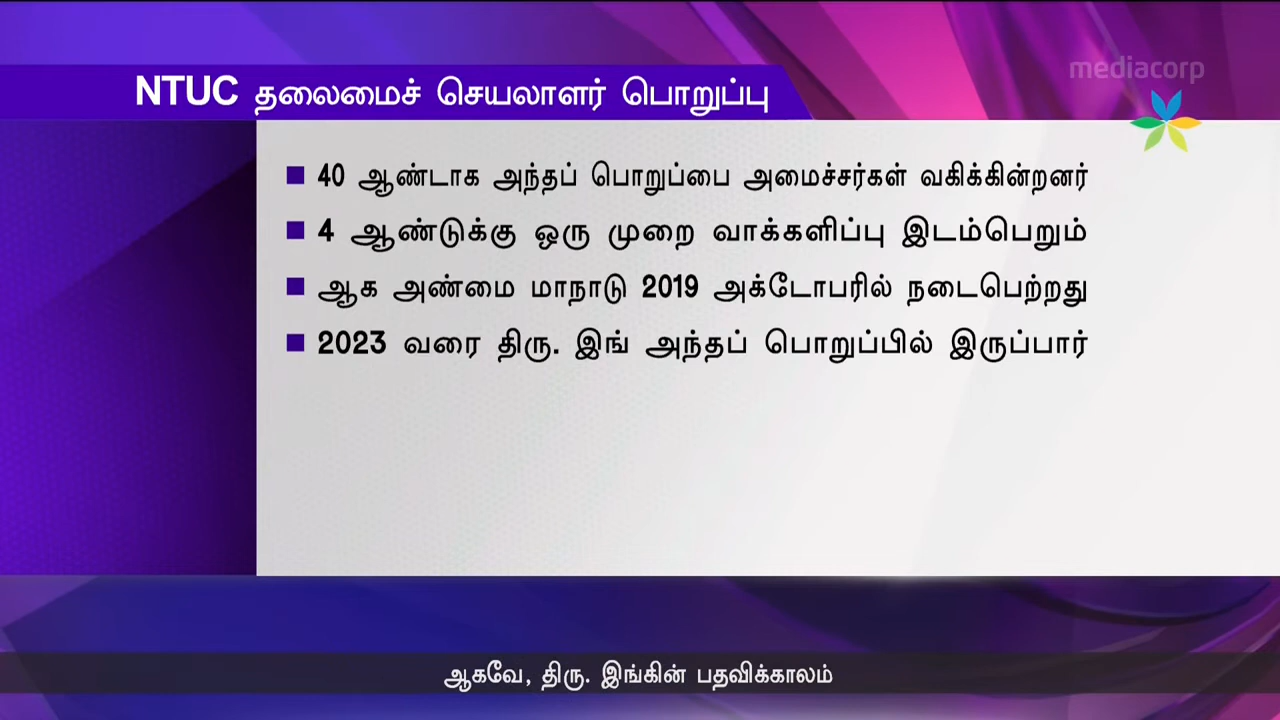 mediacorp
NTUC தலைமைச் செயலாளர் பொறுப்பு
40 ஆண்டாக அந்தப் பொறுப்பை அமைச்சர்கள் வகிக்கின்றனர்
4 ஆண்டுக்கு ஒரு முறை வாக்களிப்பு இடம்பெறும்
ஆக அண்மை மாநாடு 2019 அக்டோபரில் நடைபெற்றது
2023 வரை திரு. இங் அந்தப் பொறுப்பில் இருப்பார்
ஆகவே, திரு. இங்கின் பதவிக்காலம்